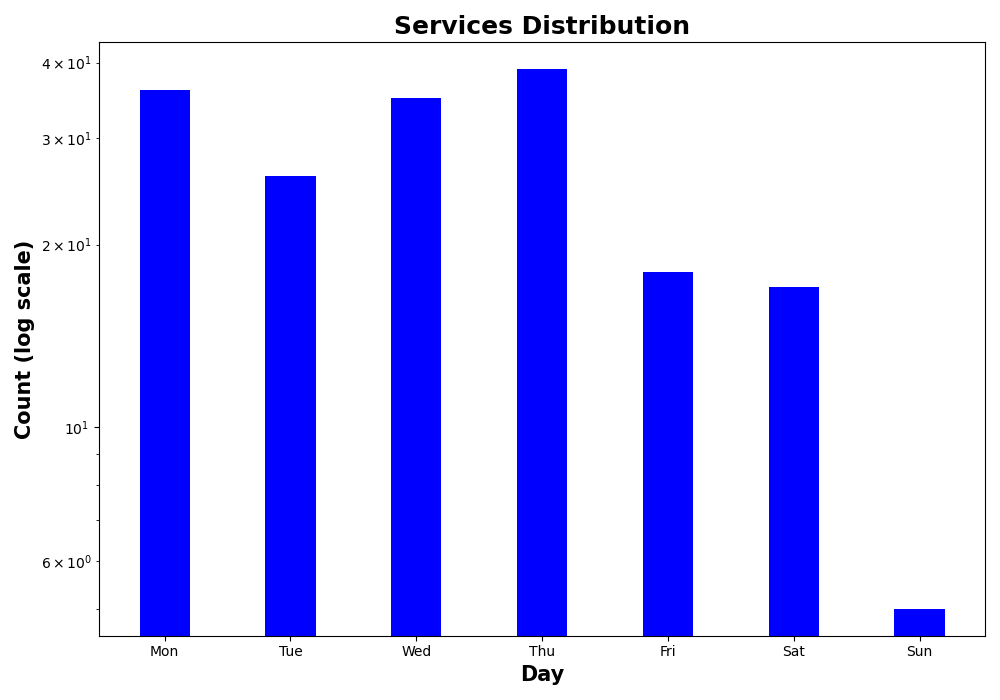 Services Distribution
Count (log scale)
4 × 10¹
3 × 10¹
2 × 10¹
10¹
6 × 10⁰
Mon Tue Wed Thu Fri Sat Sun
Day